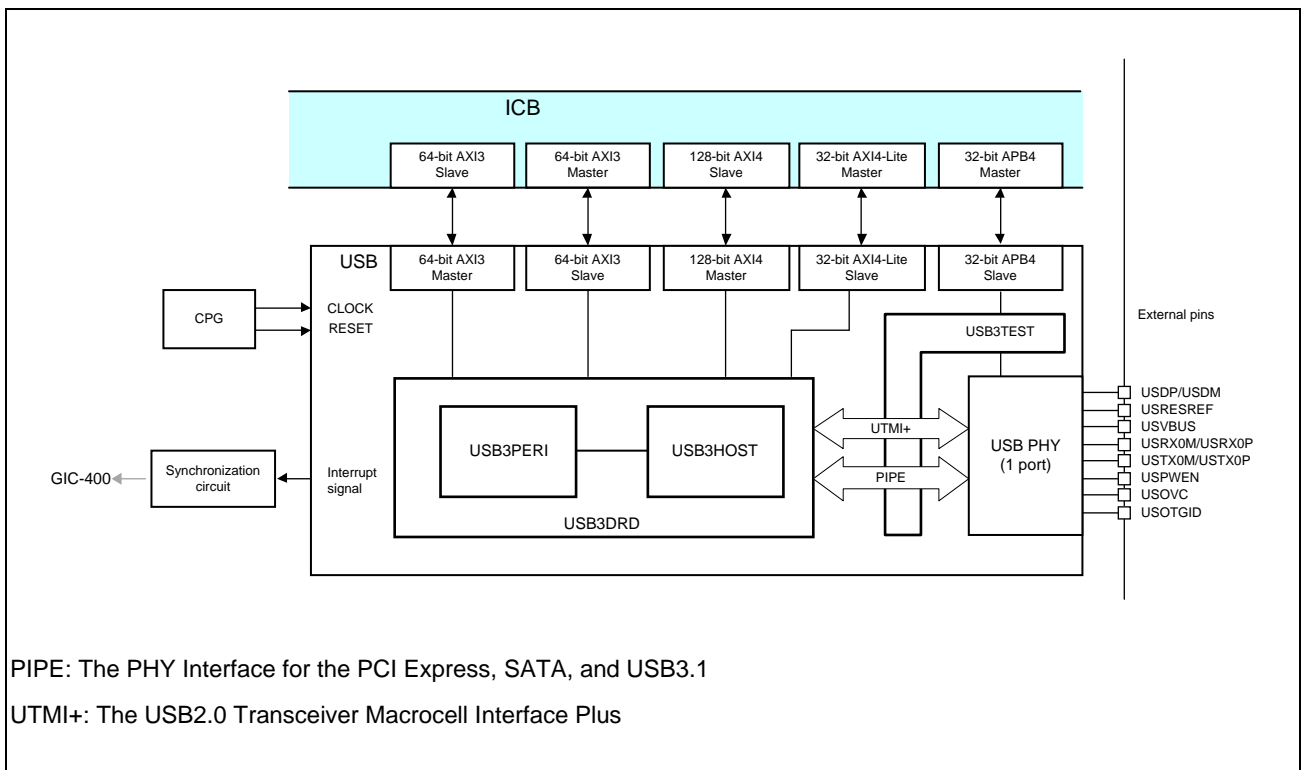 ICB
64-bit AXI3
Slave
64-bit AXI3
Master
128-bit AXI4
Slave
32-bit AXI4-Lite
Master
32-bit APB4
Master
USB
64-bit AXI3
Master
64-bit AXI3
Slave
128-bit AXI4
Master
32-bit AXI4-Lite
Slave
32-bit APB4
Slave
CPG
CLOCK
RESET
External pins
USB3TEST
USB3PERI
USB3HOST
USB3DRD
UTMI+
PIPE
USB PHY
(1 port)
USDP/USDM
USRESREF
USVBUS
USRX0M/USRX0P
USTX0M/USTX0P
USPWEN
USOVC
USOTGID
GIC-400
Synchronization
circuit
Interrupt
signal
PIPE: The PHY Interface for the PCI Express, SATA, and USB3.1
UTMI+: The USB2.0 Transceiver Macrocell Interface Plus